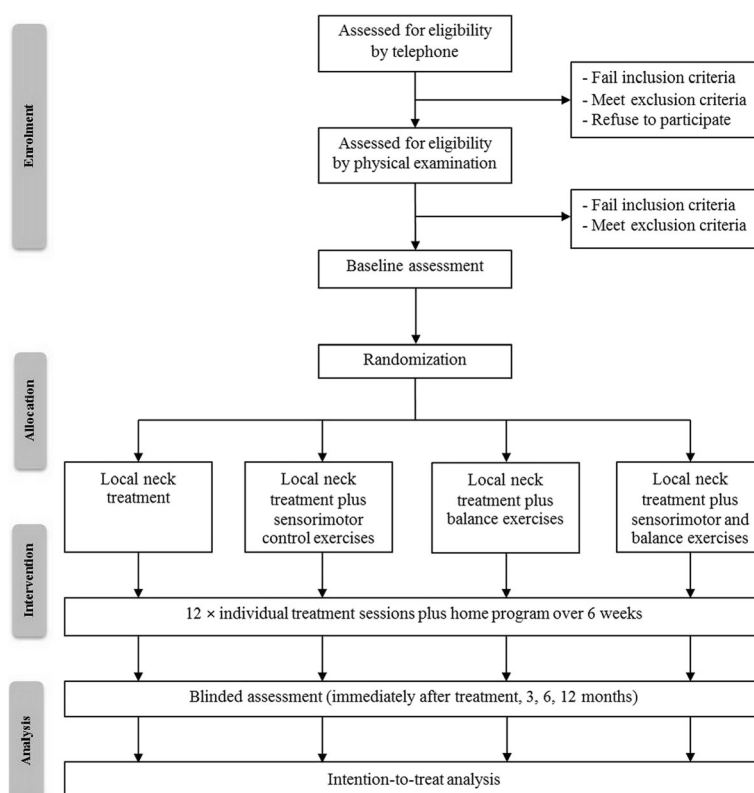 Enrolment
Assessed for eligibility
by telephone
- Fail inclusion criteria
- Meet exclusion criteria
- Refuse to participate
Assessed for eligibility
by physical examination
- Fail inclusion criteria
- Meet exclusion criteria
Baseline assessment
Allocation
Randomization
Local neck
treatment
Local neck
treatment plus
sensorimotor
control exercises
Local neck
treatment plus
balance exercises
Local neck
treatment plus
sensorimotor and
balance exercises
Intervention
12 × individual treatment sessions plus home program over 6 weeks
Analysis
Blinded assessment (immediately after treatment, 3, 6, 12 months)
Intention-to-treat analysis